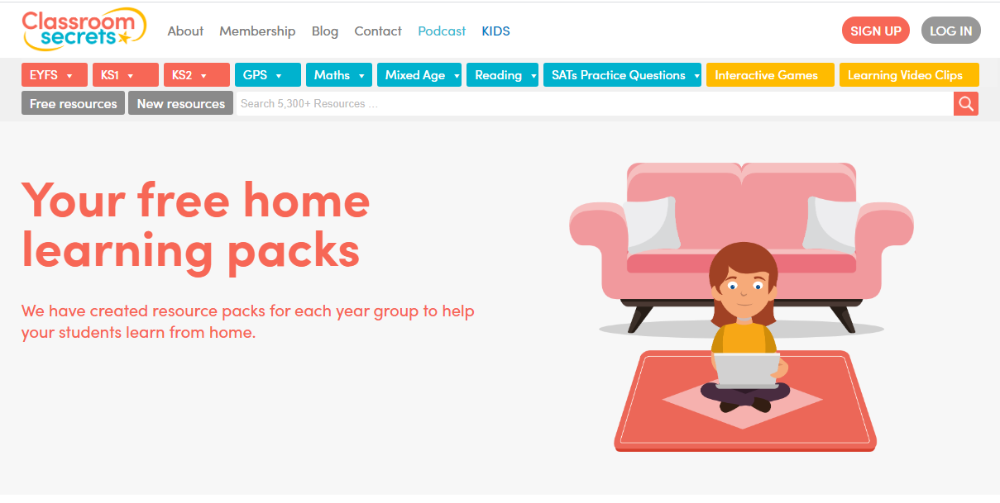 Classroom
secrets
About Membership Blog Contact Podcast KIDS
SIGN UP LOG IN
EYFS KS1 KS2 GPS Maths Mixed Age Reading SATs Practice Questions Interactive Games Learning Video Clips
Free resources New resources Search 5,300+ Resources ...
Your free home
learning packs
We have created resource packs for each year group to help
your students learn from home.